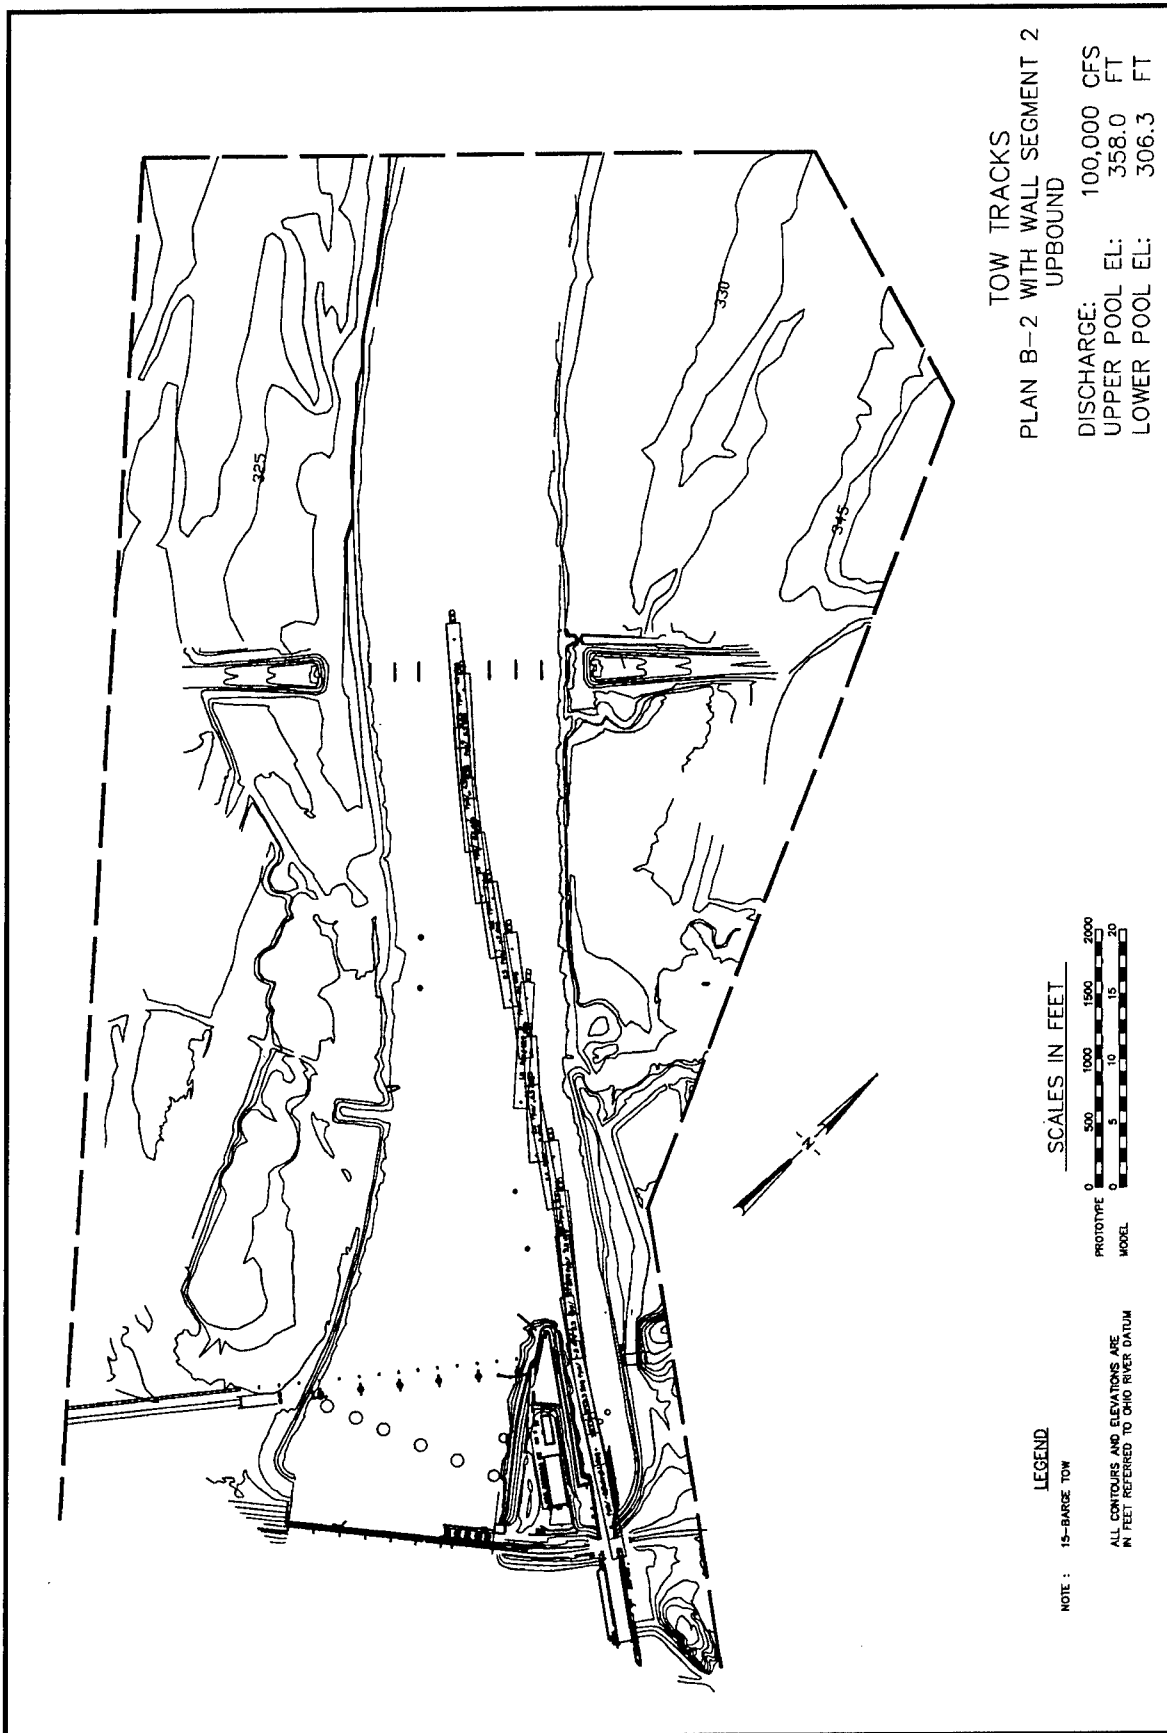 TOW TRACKS
PLAN B-2 WITH WALL SEGMENT 2
UPBOUND
DISCHARGE: 100,000 CFS
UPPER POOL EL: 358.0 FT
LOWER POOL EL: 306.3 FT
325
330
345
N
SCALES IN FEET
PROTOTYPE 0 500 1000 1500 2000
MODEL 0 5 10 15 20
LEGEND
NOTE : 15-BARGE TOW
ALL CONTOURS AND ELEVATIONS ARE
IN FEET REFERRED TO OHIO RIVER DATUM